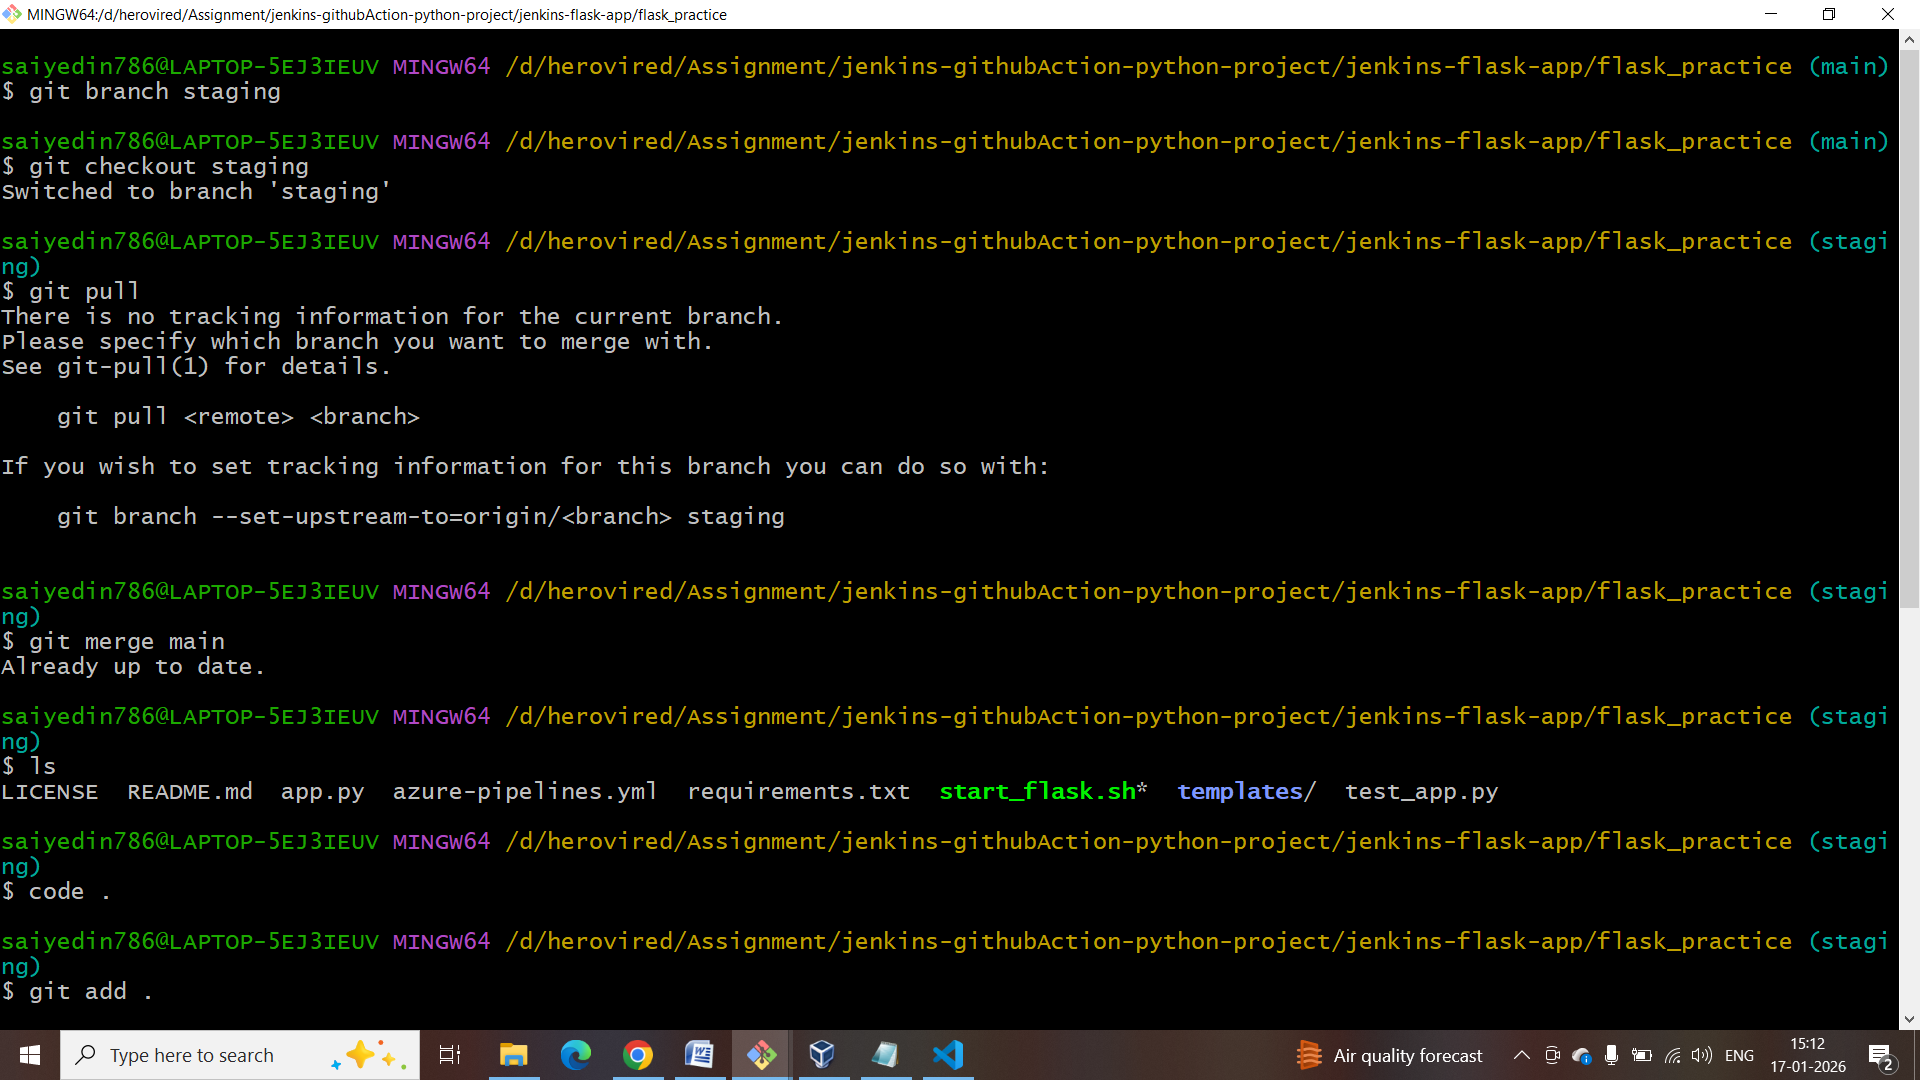 MINGW64:/d/herovired/Assignment/jenkins-githubAction-python-project/jenkins-flask-app/flask_practice
saiyedin786@LAPTOP-5EJ3IEUV MINGW64 /d/herovired/Assignment/jenkins-githubAction-python-project/jenkins-flask-app/flask_practice (main)
$ git branch staging
saiyedin786@LAPTOP-5EJ3IEUV MINGW64 /d/herovired/Assignment/jenkins-githubAction-python-project/jenkins-flask-app/flask_practice (main)
$ git checkout staging
Switched to branch 'staging'
saiyedin786@LAPTOP-5EJ3IEUV MINGW64 /d/herovired/Assignment/jenkins-githubAction-python-project/jenkins-flask-app/flask_practice (stagi
ng)
$ git pull
There is no tracking information for the current branch.
Please specify which branch you want to merge with.
See git-pull(1) for details.
git pull <remote> <branch>
If you wish to set tracking information for this branch you can do so with:
git branch --set-upstream-to=origin/<branch> staging
saiyedin786@LAPTOP-5EJ3IEUV MINGW64 /d/herovired/Assignment/jenkins-githubAction-python-project/jenkins-flask-app/flask_practice (stagi
ng)
$ git merge main
Already up to date.
saiyedin786@LAPTOP-5EJ3IEUV MINGW64 /d/herovired/Assignment/jenkins-githubAction-python-project/jenkins-flask-app/flask_practice (stagi
ng)
$ ls
LICENSE  README.md  app.py  azure-pipelines.yml  requirements.txt  start_flask.sh*  templates/  test_app.py
saiyedin786@LAPTOP-5EJ3IEUV MINGW64 /d/herovired/Assignment/jenkins-githubAction-python-project/jenkins-flask-app/flask_practice (stagi
ng)
$ code .
saiyedin786@LAPTOP-5EJ3IEUV MINGW64 /d/herovired/Assignment/jenkins-githubAction-python-project/jenkins-flask-app/flask_practice (stagi
ng)
$ git add .
Type here to search
Air quality forecast
ENG
15:12
17-01-2026
2